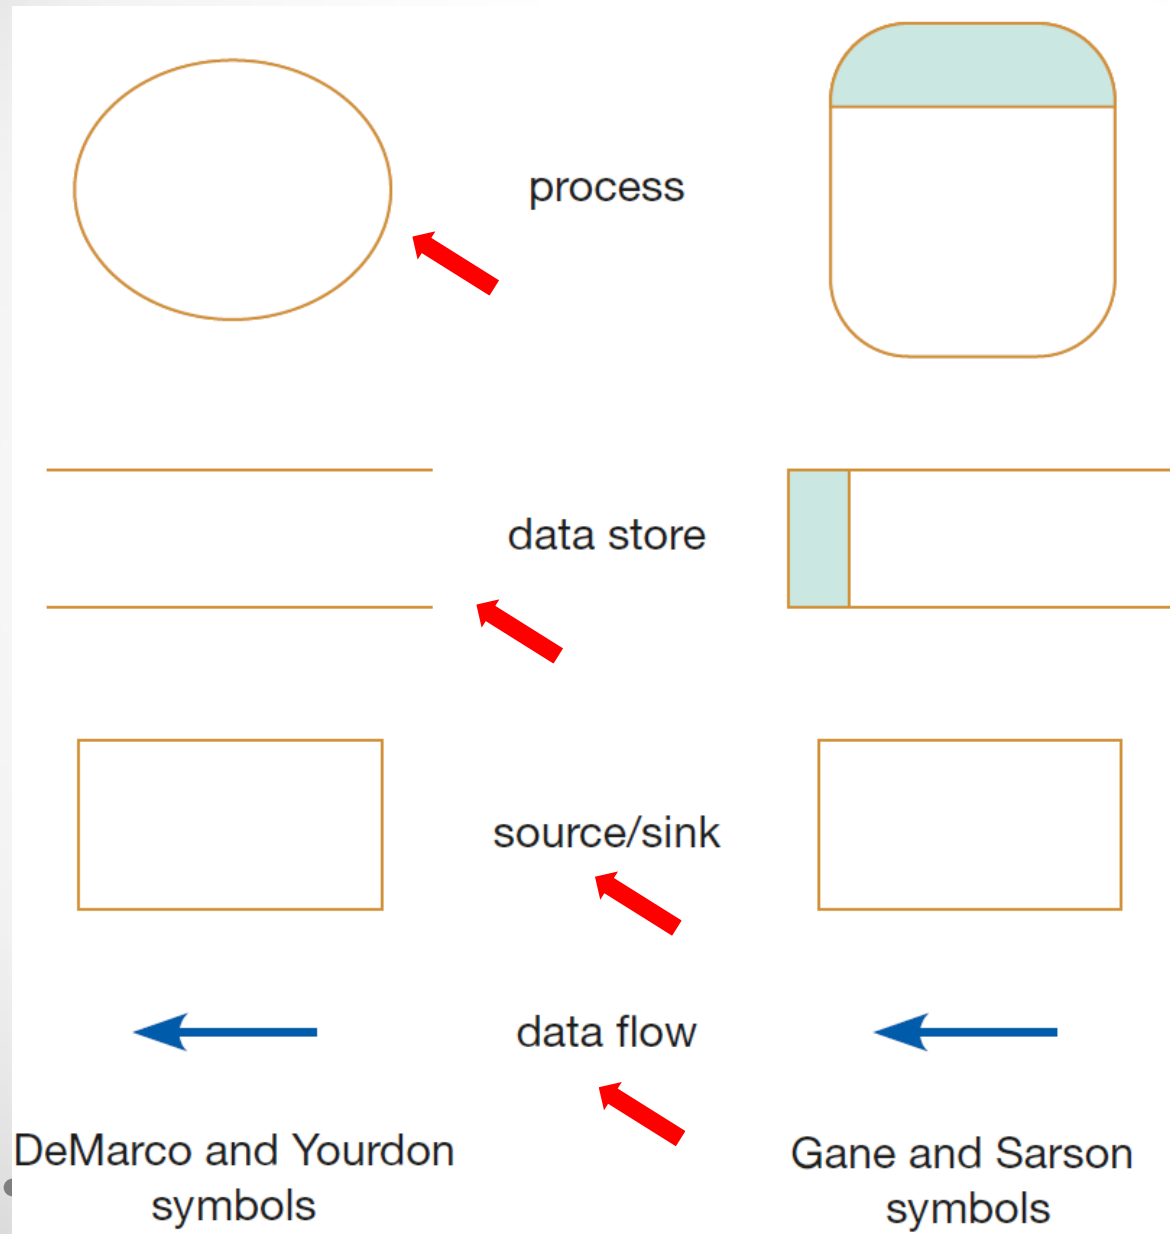 process
data store
source/sink
data flow
DeMarco and Yourdon
symbols
Gane and Sarson
symbols